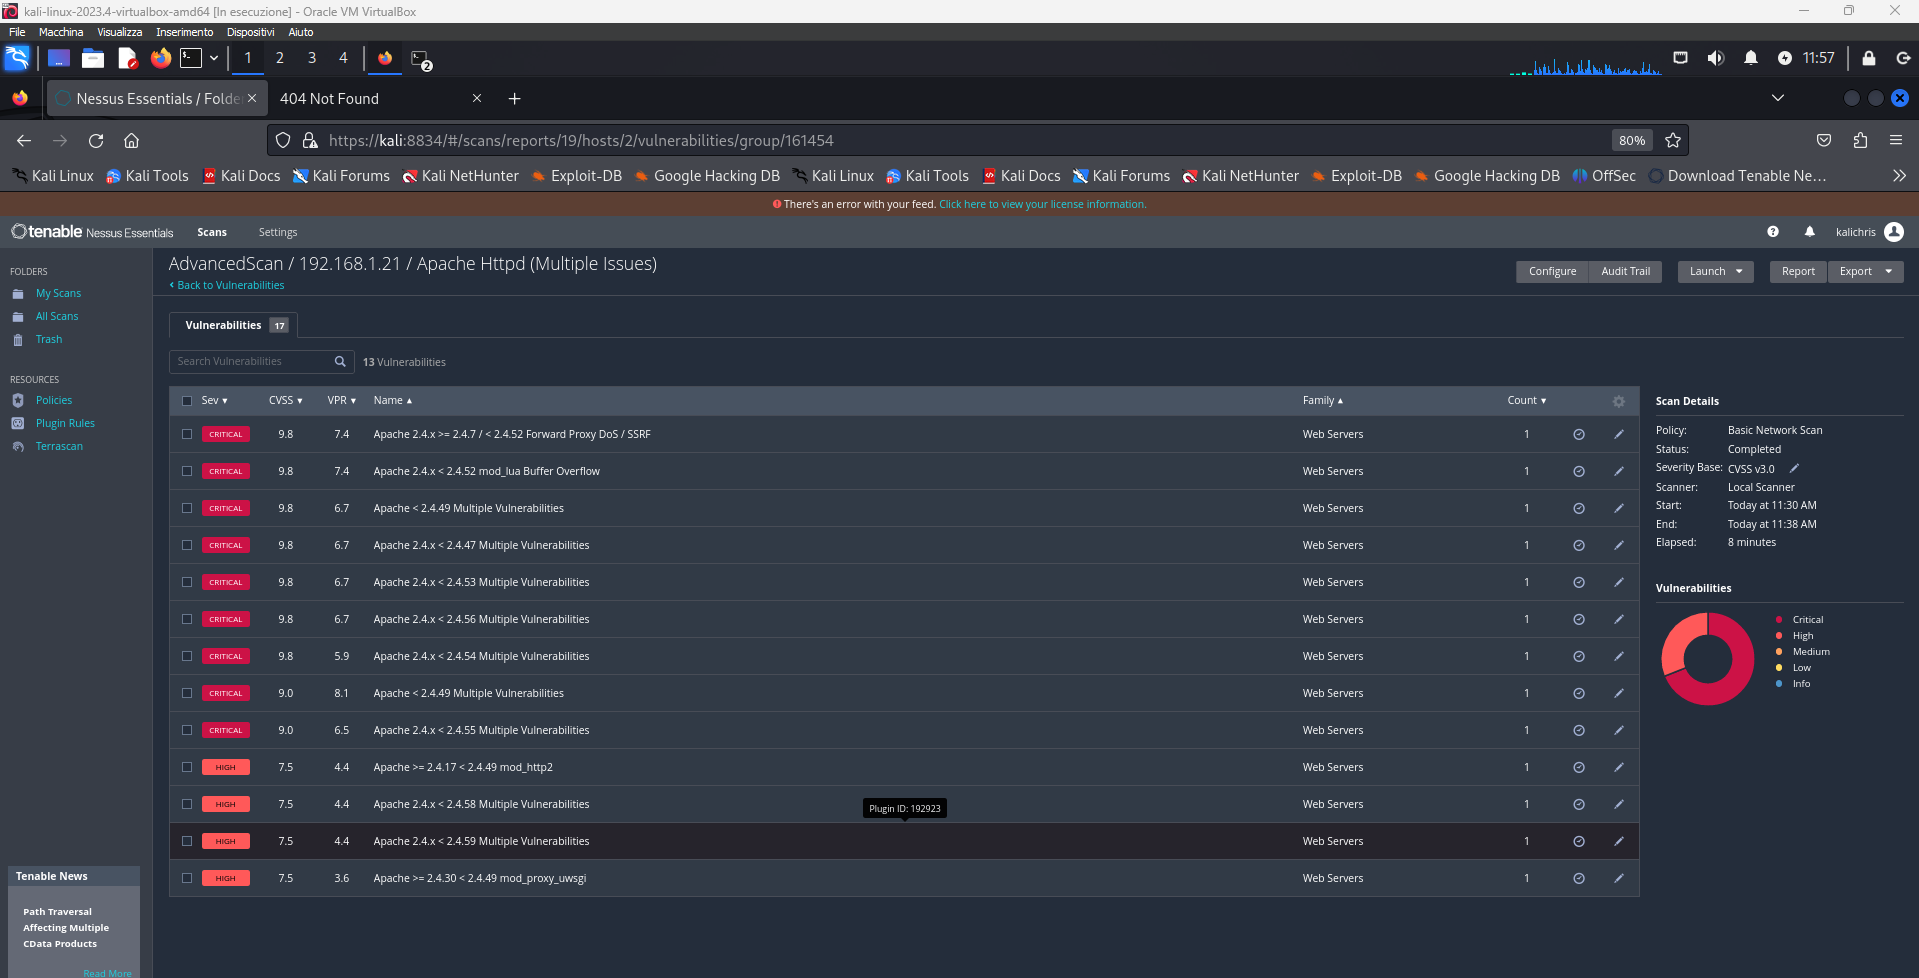 kali-linux-2023.4-virtualbox-amd64 [In esecuzione] - Oracle VM VirtualBox
File Macchina Visualizza Inserimento Dispositivi Aiuto
1 2 3 4 2 11:57
Nessus Essentials / Folde 404 Not Found
https://kali:8834/#/scans/reports/19/hosts/2/vulnerabilities/group/161454 80%
Kali Linux Kali Tools Kali Docs Kali Forums Kali NetHunter Exploit-DB Google Hacking DB Kali Linux Kali Tools Kali Docs Kali Forums Kali NetHunter Exploit-DB Google Hacking DB OffSec Download Tenable Ne…
There's an error with your feed. Click here to view your license information.
tenable Nessus Essentials Scans Settings kalichris
FOLDERS
My Scans
All Scans
Trash
RESOURCES
Policies
Plugin Rules
Terrascan
Tenable News
Path Traversal
Affecting Multiple
CData Products
Read More
AdvancedScan / 192.168.1.21 / Apache Httpd (Multiple Issues)
Back to Vulnerabilities
Configure Audit Trail Launch Report Export
Vulnerabilities 17
Search Vulnerabilities 13 Vulnerabilities
Sev CVSS VPR Name Family Count
CRITICAL 9.8 7.4 Apache 2.4.x >= 2.4.7 / < 2.4.52 Forward Proxy DoS / SSRF Web Servers 1
CRITICAL 9.8 7.4 Apache 2.4.x < 2.4.52 mod_lua Buffer Overflow Web Servers 1
CRITICAL 9.8 6.7 Apache < 2.4.49 Multiple Vulnerabilities Web Servers 1
CRITICAL 9.8 6.7 Apache 2.4.x < 2.4.47 Multiple Vulnerabilities Web Servers 1
CRITICAL 9.8 6.7 Apache 2.4.x < 2.4.53 Multiple Vulnerabilities Web Servers 1
CRITICAL 9.8 6.7 Apache 2.4.x < 2.4.56 Multiple Vulnerabilities Web Servers 1
CRITICAL 9.8 5.9 Apache 2.4.x < 2.4.54 Multiple Vulnerabilities Web Servers 1
CRITICAL 9.0 8.1 Apache < 2.4.49 Multiple Vulnerabilities Web Servers 1
CRITICAL 9.0 6.5 Apache 2.4.x < 2.4.55 Multiple Vulnerabilities Web Servers 1
HIGH 7.5 4.4 Apache >= 2.4.17 < 2.4.49 mod_http2 Web Servers 1
HIGH 7.5 4.4 Apache 2.4.x < 2.4.58 Multiple Vulnerabilities Web Servers 1
Plugin ID: 192923
HIGH 7.5 4.4 Apache 2.4.x < 2.4.59 Multiple Vulnerabilities Web Servers 1
HIGH 7.5 3.6 Apache >= 2.4.30 < 2.4.49 mod_proxy_uwsgi Web Servers 1
Scan Details
Policy: Basic Network Scan
Status: Completed
Severity Base: CVSS v3.0
Scanner: Local Scanner
Start: Today at 11:30 AM
End: Today at 11:38 AM
Elapsed: 8 minutes
Vulnerabilities
Critical
High
Medium
Low
Info